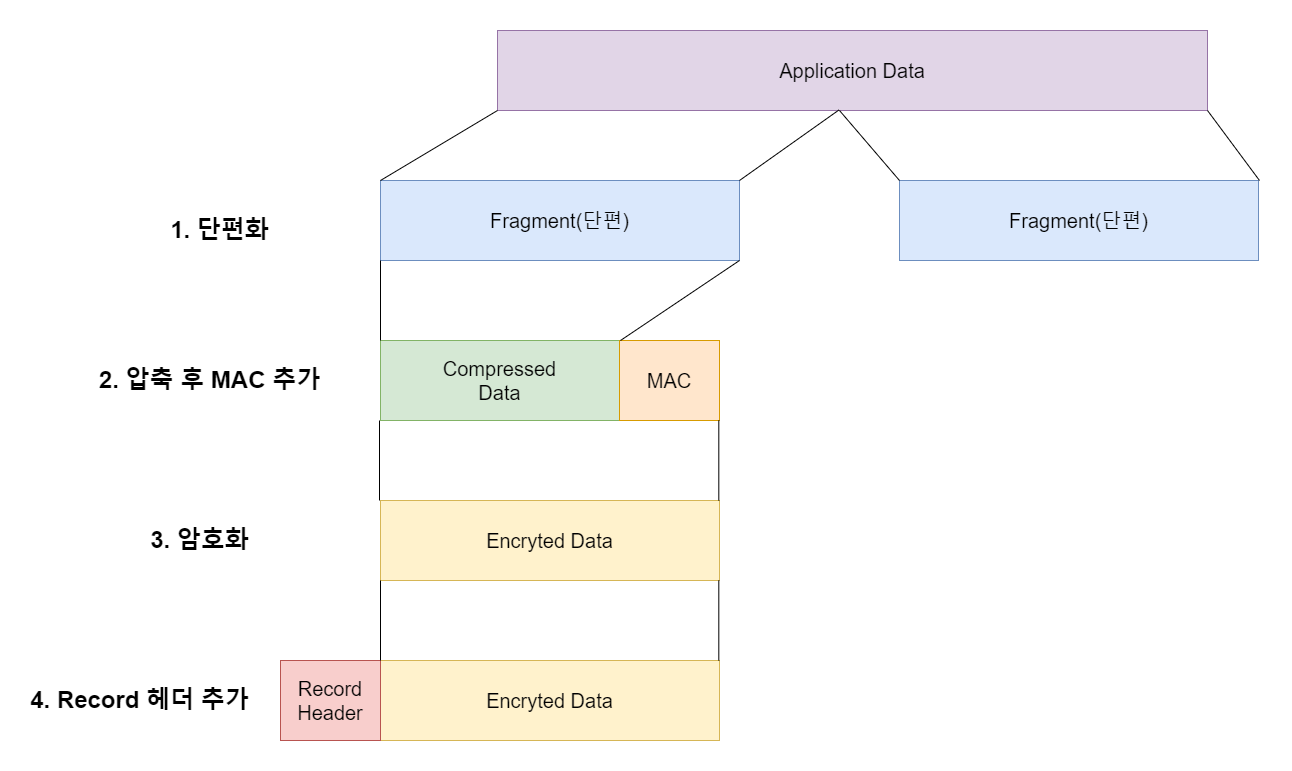 Application Data
1. 단편화
Fragment(단편)
Fragment(단편)
2. 압축 후 MAC 추가
Compressed
Data
MAC
3. 암호화
Encryted Data
4. Record 헤더 추가
Record
Header
Encryted Data